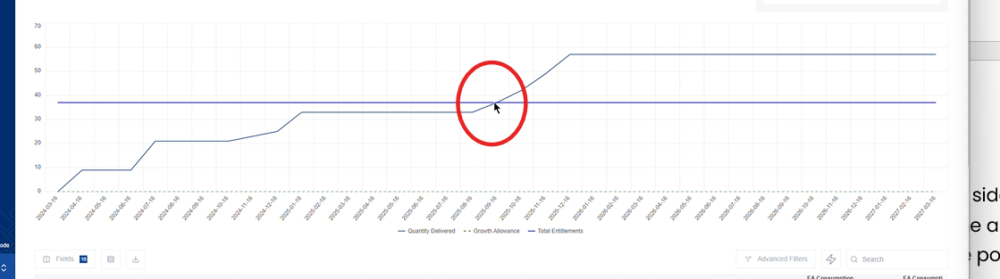 70
60
50
40
30
20
10
0
2024-03-16 2024-04-16 2024-05-16 2024-06-16 2024-07-16 2024-08-16 2024-09-16 2024-10-16 2024-11-16 2024-12-16 2025-01-16 2025-02-16 2025-03-16 2025-04-16 2025-05-16 2025-06-16 2025-07-16 2025-08-16 2025-09-16 2025-10-16 2025-11-16 2025-12-16 2026-01-16 2026-02-16 2026-03-16 2026-04-16 2026-05-16 2026-06-16 2026-07-16 2026-08-16 2026-09-16 2026-10-16 2026-11-16 2026-12-16 2027-01-16 2027-02-16 2027-03-16
Quantity Delivered Growth Allowance Total Entitlements
ode
Fields 16 Advanced Filters Search
EA Consumption EA Consumpti
sid
e a
po